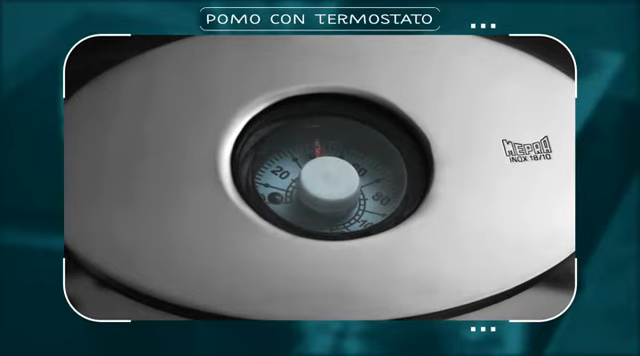 POMO CON TERMOSTATO
MEPRA
INOX 18/10
20
80